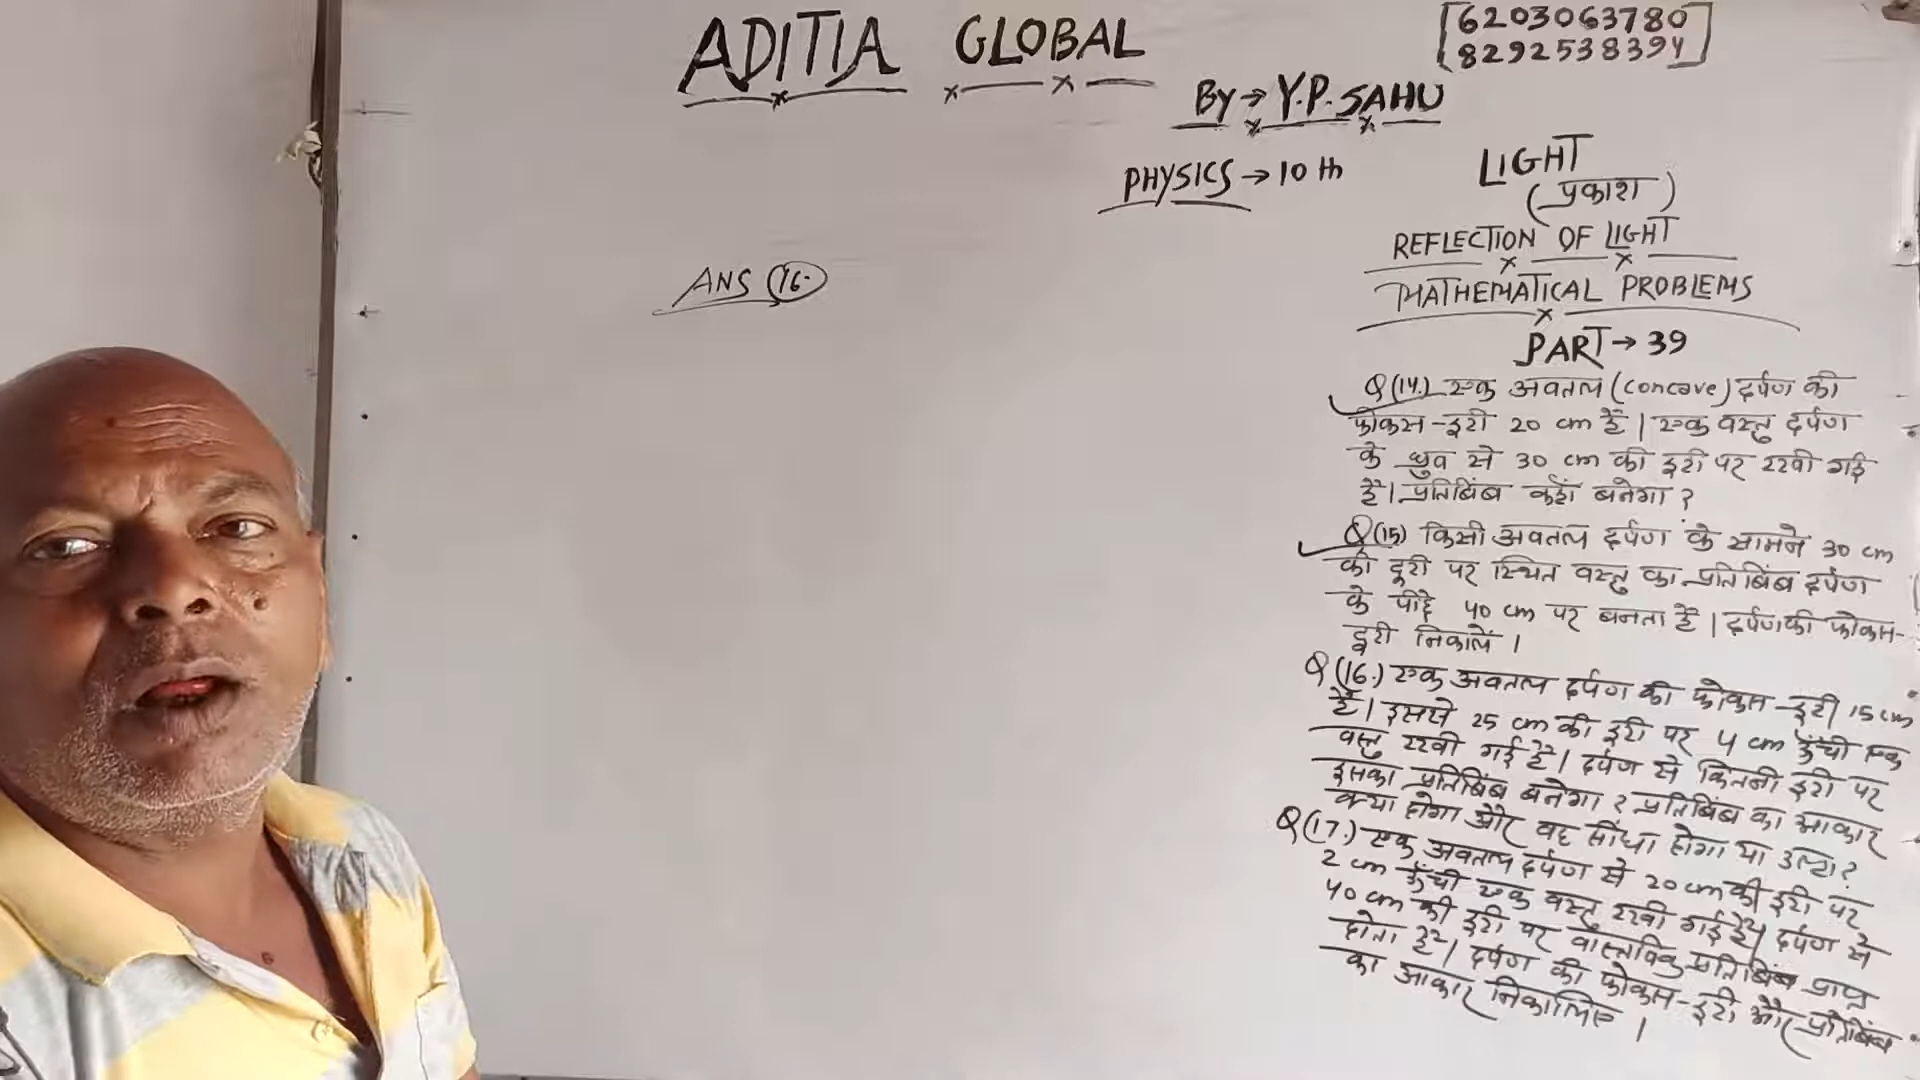 ADITIA GLOBAL
6203063780
8292538394
By → Y.P. SAHU
PHYSICS → 10 th
LIGHT
(प्रकाश)
REFLECTION OF LIGHT
MATHEMATICAL PROBLEMS
PART → 39
ANS (16.)
Q(14.) एक अवतल (concave) दर्पण की
फोकस-दूरी 20 cm है | एक वस्तु दर्पण
के ध्रुव से 30 cm की दूरी पर रखी गई
है | प्रतिबिंब कहाँ बनेगा ?
Q(15) किसी अवतल दर्पण के सामने 30 cm
की दूरी पर स्थित वस्तु का प्रतिबिंब दर्पण
के पीछे 40 cm पर बनता है | दर्पण की फोकस-
दूरी निकालें |
Q(16.) एक अवतल दर्पण की फोकस-दूरी 15 cm
है | इससे 25 cm की दूरी पर 4 cm ऊँची एक
वस्तु रखी गई है | दर्पण से कितनी दूरी पर
इसका प्रतिबिंब बनेगा ? प्रतिबिंब का आकार
क्या होगा और वह सीधा होगा या उल्टा ?
Q(17.) एक अवतल दर्पण से 20 cm की दूरी पर
2 cm ऊँची एक वस्तु रखी गई है | दर्पण से
40 cm की दूरी पर वास्तविक प्रतिबिंब प्राप्त
होता है | दर्पण की फोकस-दूरी और प्रतिबिंब
का आकार निकालिए |